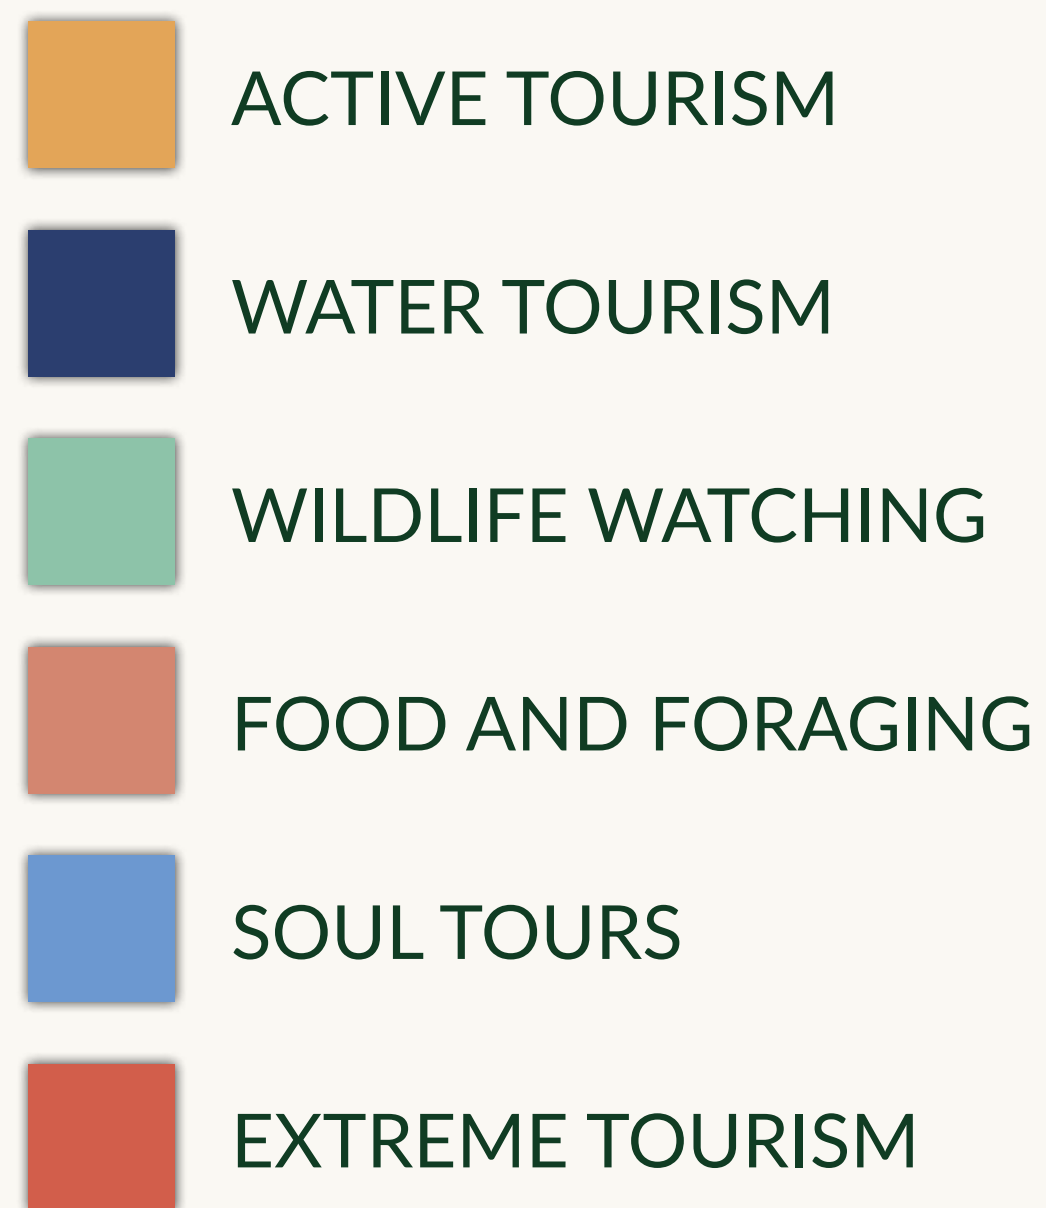 ACTIVE TOURISM
WATER TOURISM
WILDLIFE WATCHING
FOOD AND FORAGING
SOUL TOURS
EXTREME TOURISM